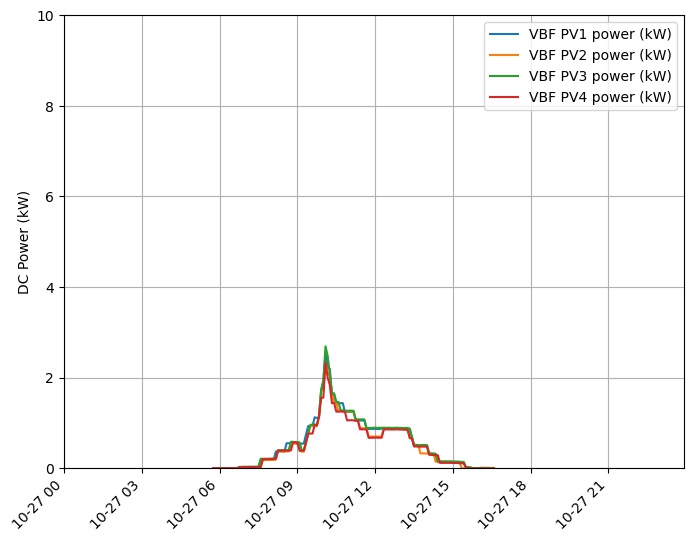 10
8
6
4
2
0
DC Power (kW)
VBF PV1 power (kW)
VBF PV2 power (kW)
VBF PV3 power (kW)
VBF PV4 power (kW)
10-27 00
10-27 03
10-27 06
10-27 09
10-27 12
10-27 15
10-27 18
10-27 21